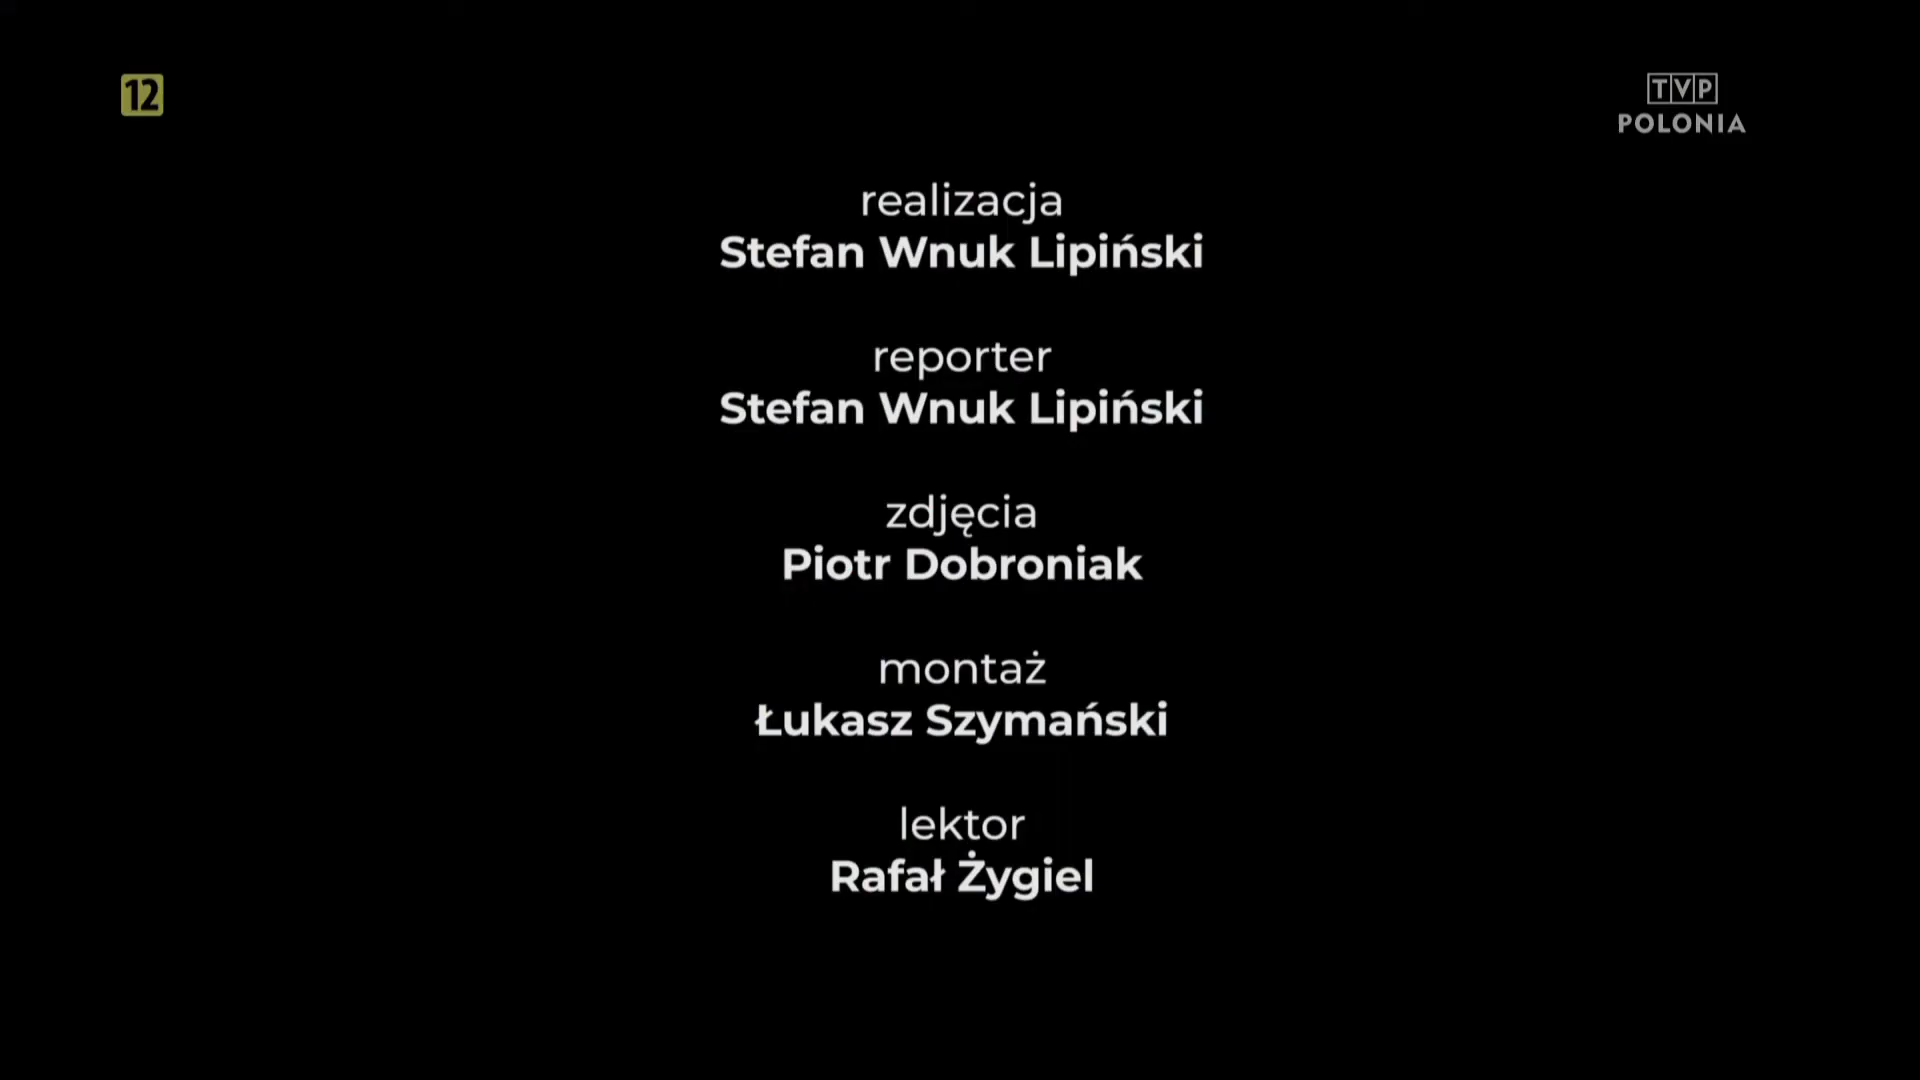 12
TVP
POLONIA
realizacja
Stefan Wnuk Lipiński
reporter
Stefan Wnuk Lipiński
zdjęcia
Piotr Dobroniak
montaż
Łukasz Szymański
lektor
Rafał Żygiel